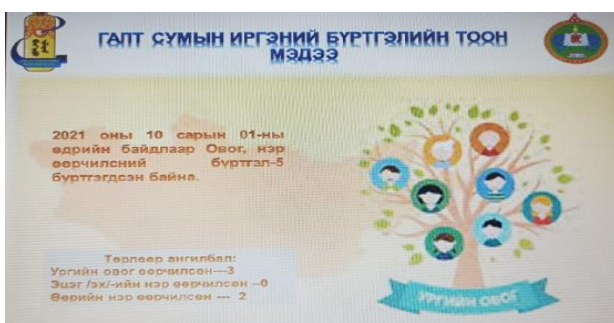 ГАЛТ СУМЫН ИРГЭНИЙ БҮРТГЭЛИЙН ТООН
МЭДЭЭ
2021 оны 10 сарын 01-ны
өдрийн байдлаар Овог, нэр
өөрчилсний бүртгэл-5
бүртгэгдсэн байна.
Төрлөөр ангилбал:
Ургийн овог өөрчилсөн---3
Эцэг /эх/-ийн нэр өөрчилсөн --0
Өөрийн нэр өөрчилсөн --- 2
УРГИЙН ОВОГ